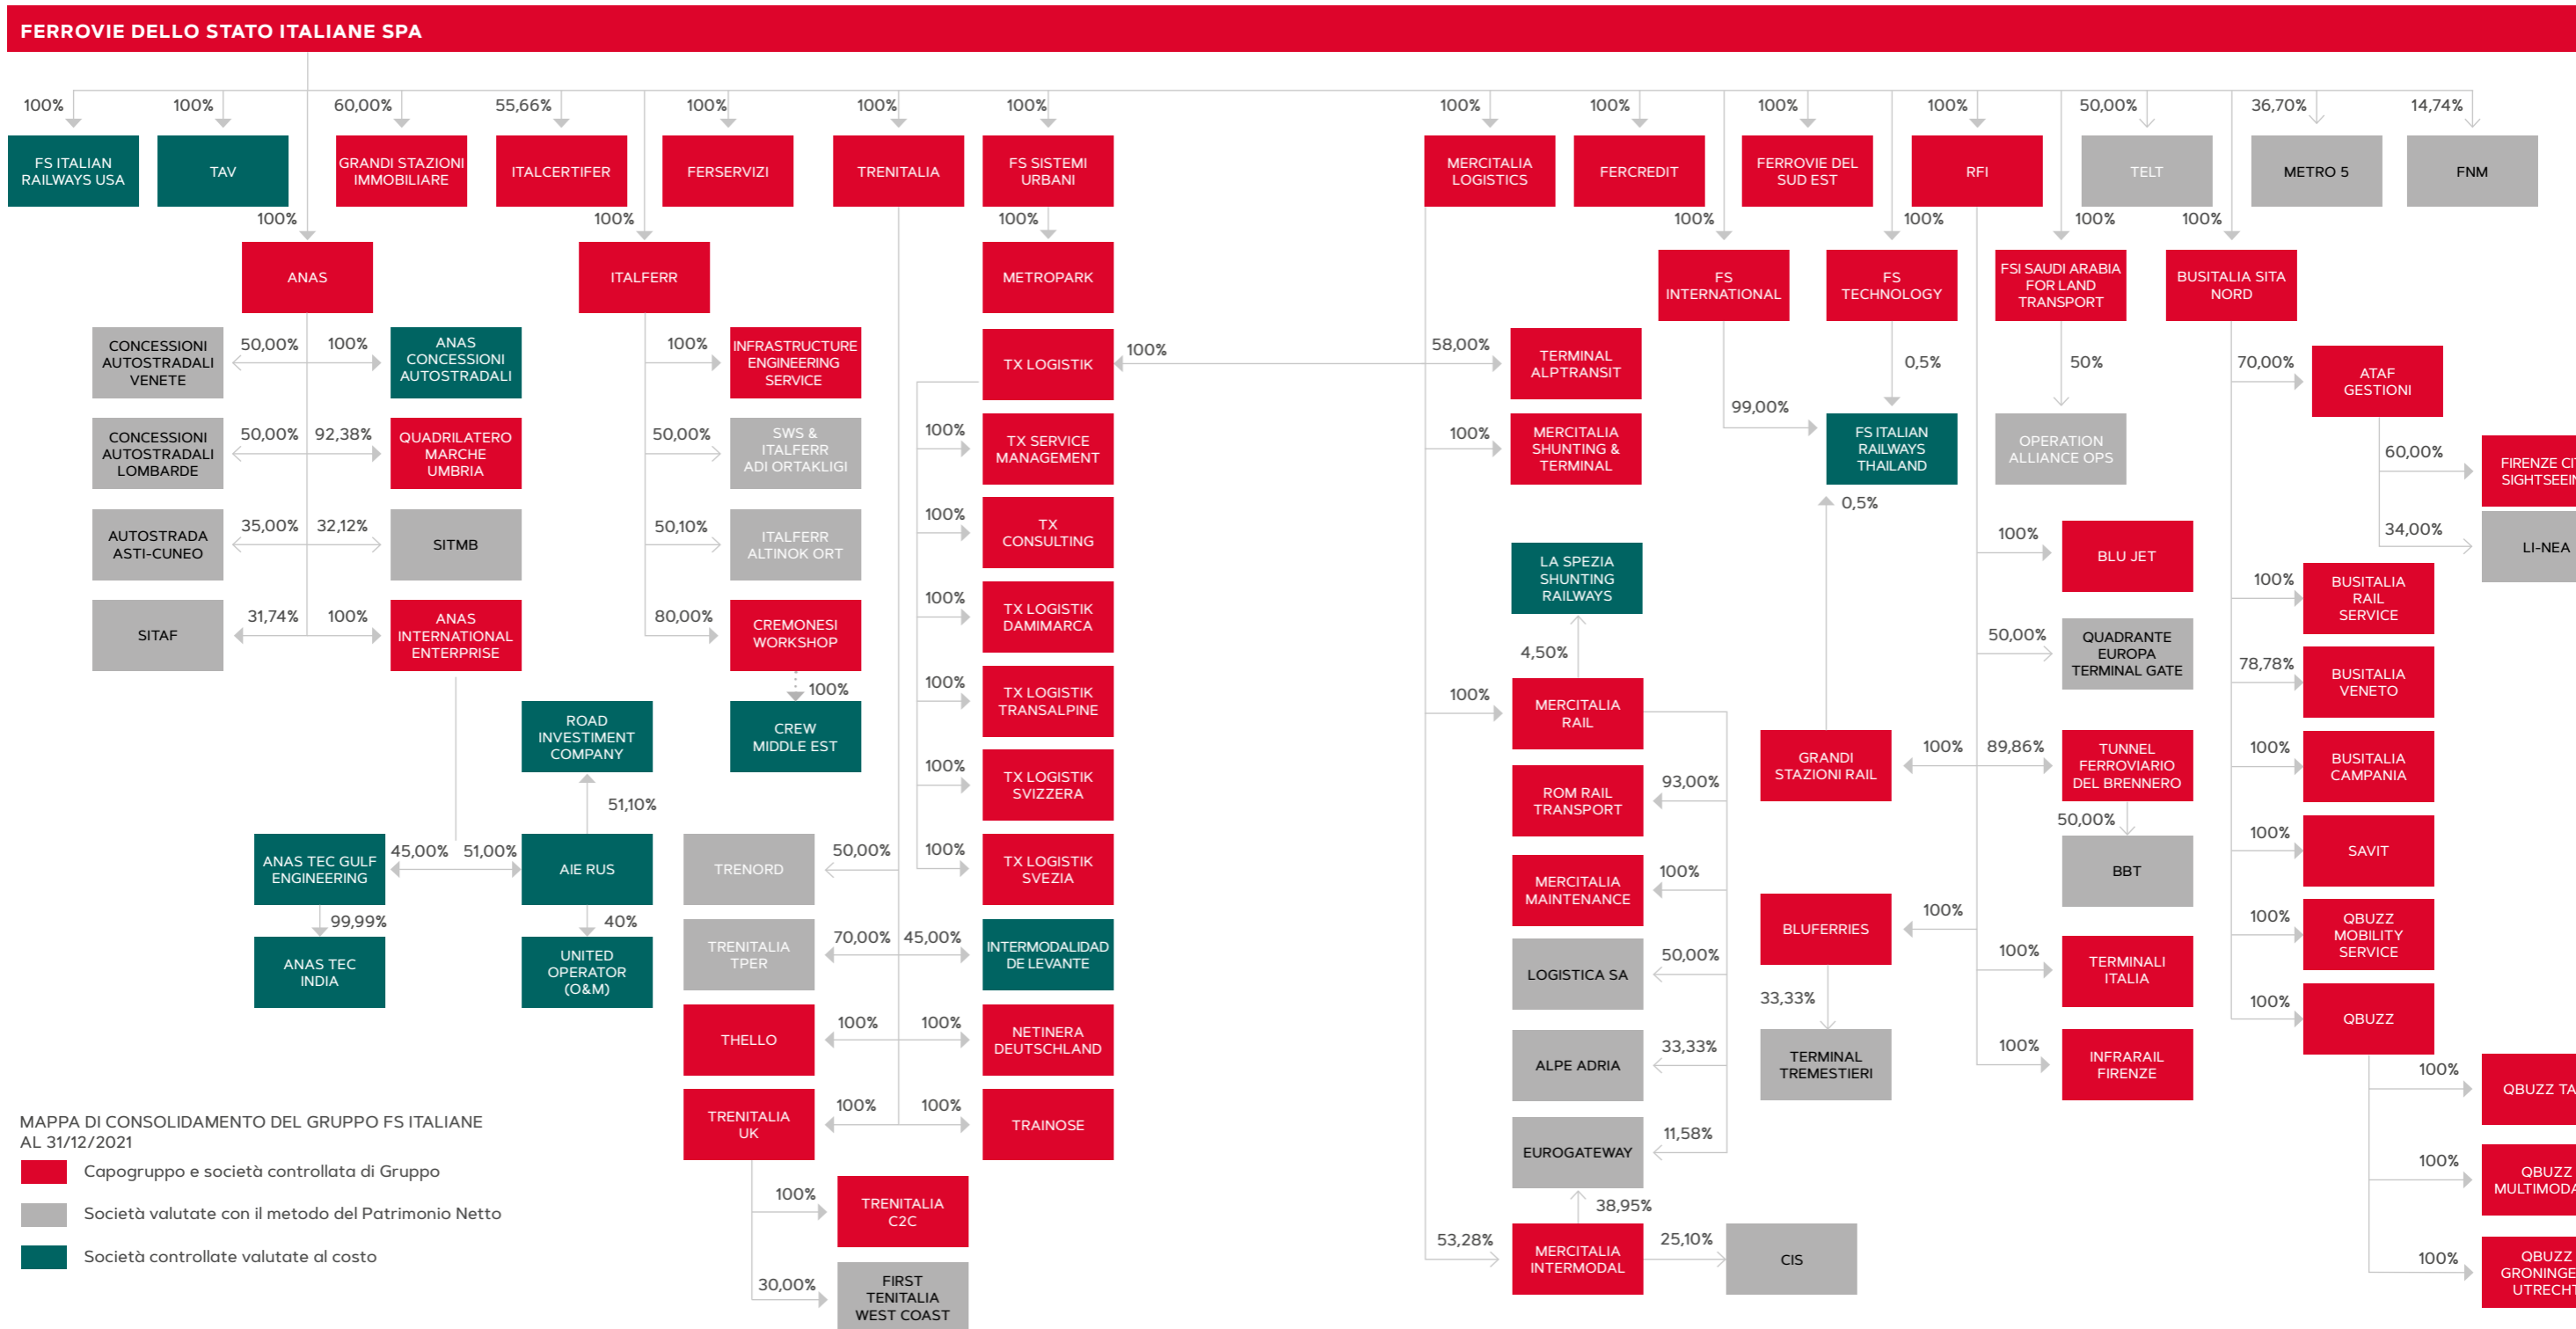 FERROVIE DELLO STATO ITALIANE SPA
100%
100%
60,00%
55,66%
100%
100%
100%
100%
100%
100%
100%
50,00%
36,70%
14,74%
FS ITALIAN
RAILWAYS USA
TAV
GRANDI STAZIONI
IMMOBILIARE
ITALCERTIFER
FERSERVIZI
TRENITALIA
FS SISTEMI
URBANI
MERCITALIA
LOGISTICS
FERCREDIT
FERROVIE DEL
SUD EST
RFI
TELT
METRO 5
FNM
100%
100%
100%
100%
100%
100%
100%
ANAS
ITALFERR
METROPARK
FS
INTERNATIONAL
FS
TECHNOLOGY
FSI SAUDI ARABIA
FOR LAND
TRANSPORT
BUSITALIA SITA
NORD
CONCESSIONI
AUTOSTRADALI
VENETE
50,00%
100%
ANAS
CONCESSIONI
AUTOSTRADALI
CONCESSIONI
AUTOSTRADALI
LOMBARDE
50,00%
92,38%
QUADRILATERO
MARCHE
UMBRIA
AUTOSTRADA
ASTI-CUNEO
35,00%
32,12%
SITMB
SITAF
31,74%
100%
ANAS
INTERNATIONAL
ENTERPRISE
ROAD
INVESTIMENT
COMPANY
51,10%
ANAS TEC GULF
ENGINEERING
45,00%
51,00%
AIE RUS
99,99%
40%
ANAS TEC
INDIA
UNITED
OPERATOR
(O&M)
100%
INFRASTRUCTURE
ENGINEERING
SERVICE
50,00%
SWS &
ITALFERR
ADI ORTAKLIGI
50,10%
ITALFERR
ALTINOK ORT
80,00%
CREMONESI
WORKSHOP
100%
CREW
MIDDLE EST
TX LOGISTIK
100%
100%
TX SERVICE
MANAGEMENT
100%
TX
CONSULTING
100%
TX LOGISTIK
DAMIMARCA
100%
TX LOGISTIK
TRANSALPINE
100%
TX LOGISTIK
SVIZZERA
100%
TX LOGISTIK
SVEZIA
TRENORD
50,00%
TRENITALIA
TPER
70,00%
45,00%
INTERMODALIDAD
DE LEVANTE
THELLO
100%
100%
NETINERA
DEUTSCHLAND
TRENITALIA
UK
100%
100%
TRAINOSE
100%
TRENITALIA
C2C
30,00%
FIRST
TENITALIA
WEST COAST
58,00%
TERMINAL
ALPTRANSIT
100%
MERCITALIA
SHUNTING &
TERMINAL
LA SPEZIA
SHUNTING
RAILWAYS
4,50%
100%
MERCITALIA
RAIL
ROM RAIL
TRANSPORT
93,00%
MERCITALIA
MAINTENANCE
100%
LOGISTICA SA
50,00%
ALPE ADRIA
33,33%
EUROGATEWAY
11,58%
38,95%
53,28%
MERCITALIA
INTERMODAL
25,10%
CIS
99,00%
0,5%
FS ITALIAN
RAILWAYS
THAILAND
0,5%
50%
OPERATION
ALLIANCE OPS
100%
BLU JET
50,00%
QUADRANTE
EUROPA
TERMINAL GATE
GRANDI
STAZIONI RAIL
100%
89,86%
TUNNEL
FERROVIARIO
DEL BRENNERO
50,00%
BBT
BLUFERRIES
100%
33,33%
TERMINAL
TREMESTIERI
100%
TERMINALI
ITALIA
100%
INFRARAIL
FIRENZE
70,00%
ATAF
GESTIONI
60,00%
FIRENZE CI
SIGHTSEEIN
34,00%
LI-NEA
100%
BUSITALIA
RAIL
SERVICE
78,78%
BUSITALIA
VENETO
100%
BUSITALIA
CAMPANIA
100%
SAVIT
100%
QBUZZ
MOBILITY
SERVICE
100%
QBUZZ
100%
QBUZZ TA
100%
QBUZZ
MULTIMODA
100%
QBUZZ
GRONINGE
UTRECHT
MAPPA DI CONSOLIDAMENTO DEL GRUPPO FS ITALIANE
AL 31/12/2021
Capogruppo e società controllata di Gruppo
Società valutate con il metodo del Patrimonio Netto
Società controllate valutate al costo